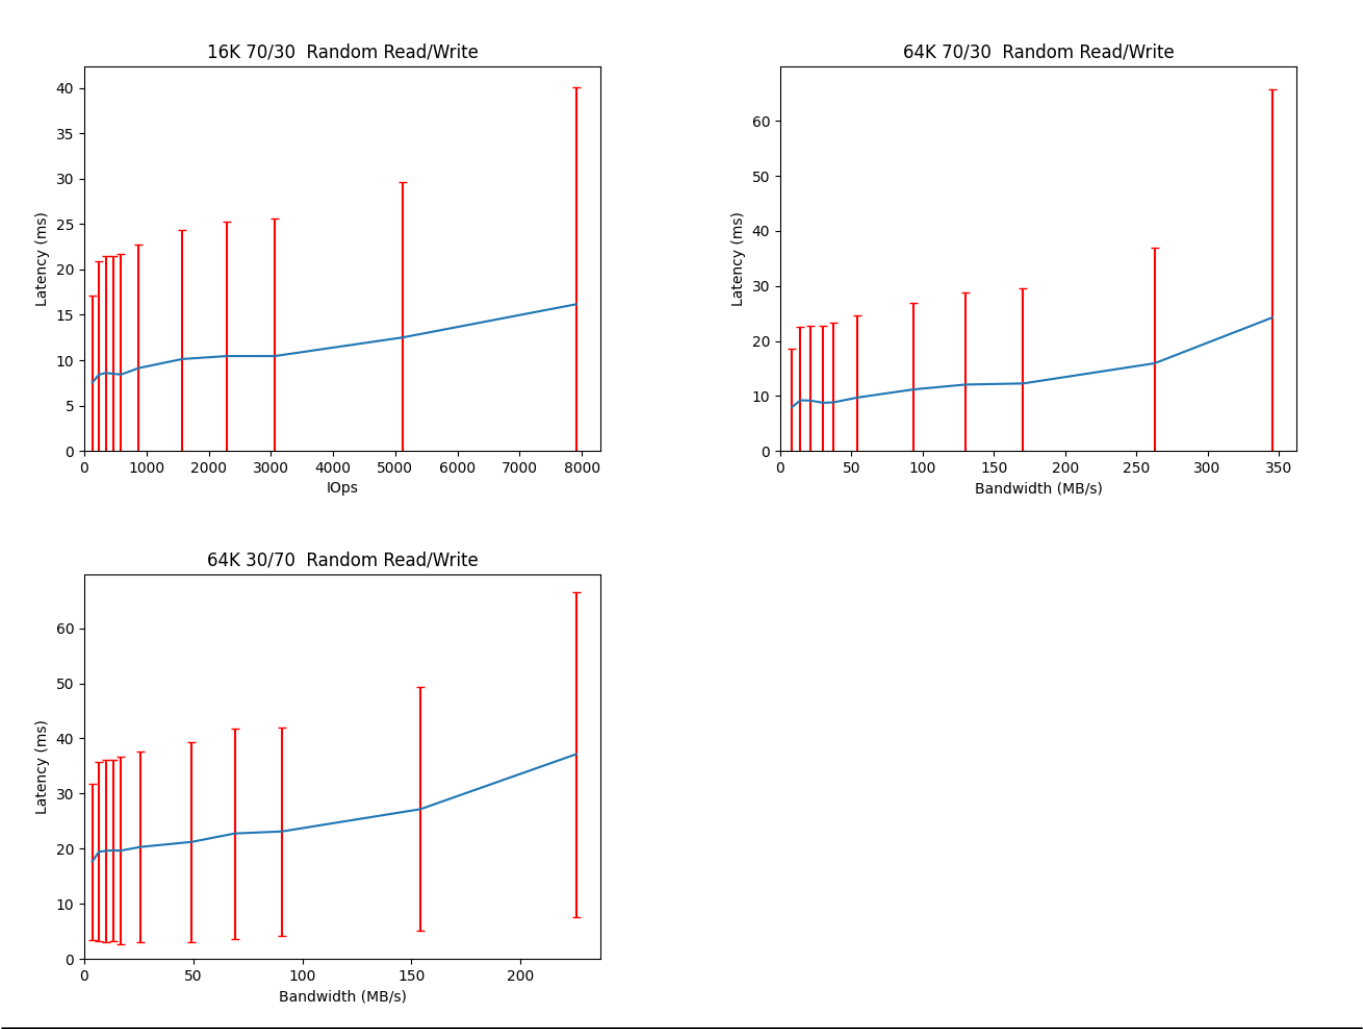 16K 70/30  Random Read/Write
40
35
30
25
20
15
10
5
0
Latency (ms)
0 1000 2000 3000 4000 5000 6000 7000 8000
IOps
64K 70/30  Random Read/Write
60
50
40
30
20
10
0
Latency (ms)
0 50 100 150 200 250 300 350
Bandwidth (MB/s)
64K 30/70  Random Read/Write
60
50
40
30
20
10
0
Latency (ms)
0 50 100 150 200
Bandwidth (MB/s)